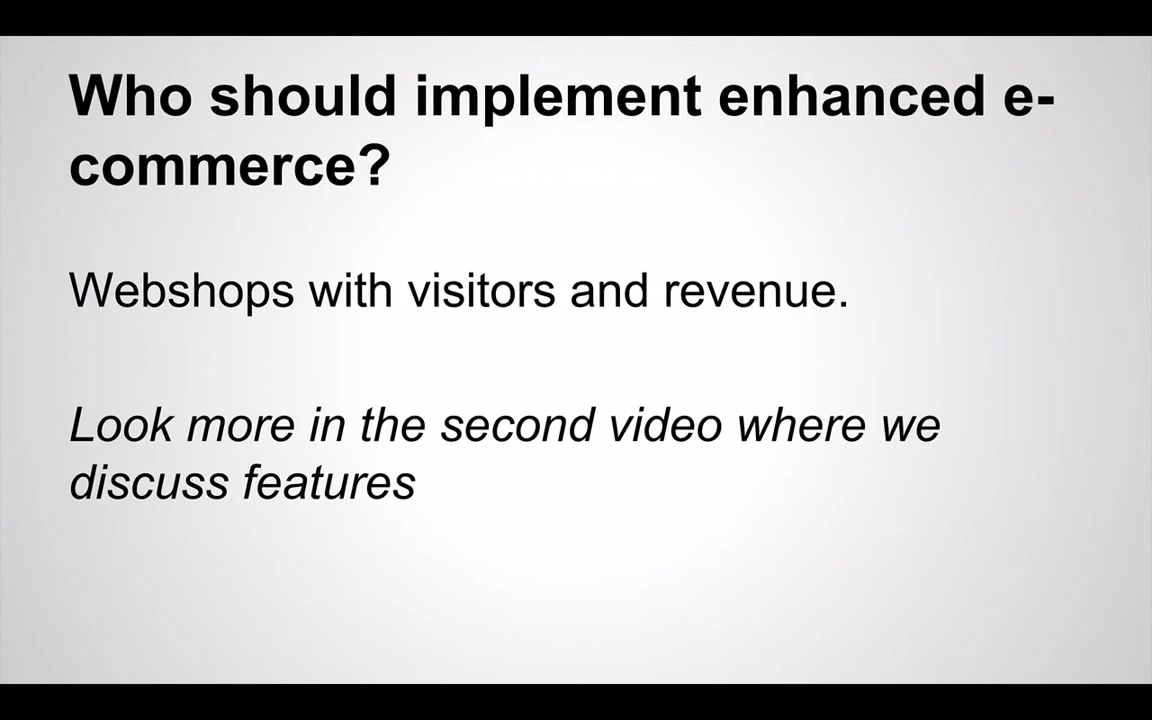 Who should implement enhanced e-
commerce?
Webshops with visitors and revenue.
Look more in the second video where we
discuss features